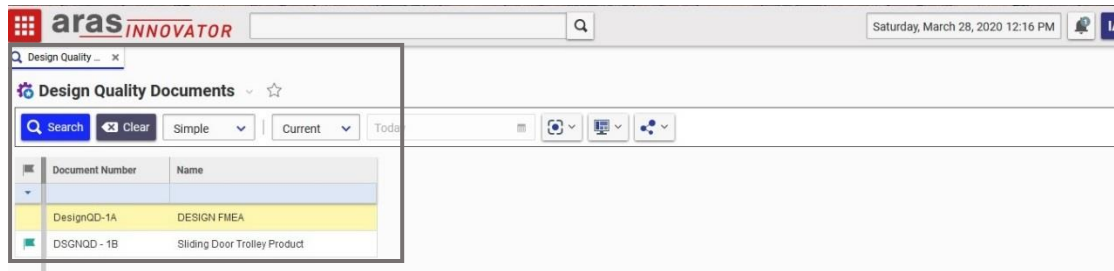 aras INNOVATOR
Saturday, March 28, 2020 12:16 PM
Design Quality ...
Design Quality Documents
Search Clear Simple Current Today
Document Number Name
DesignQD-1A DESIGN FMEA
DSGNQD - 1B Sliding Door Trolley Product